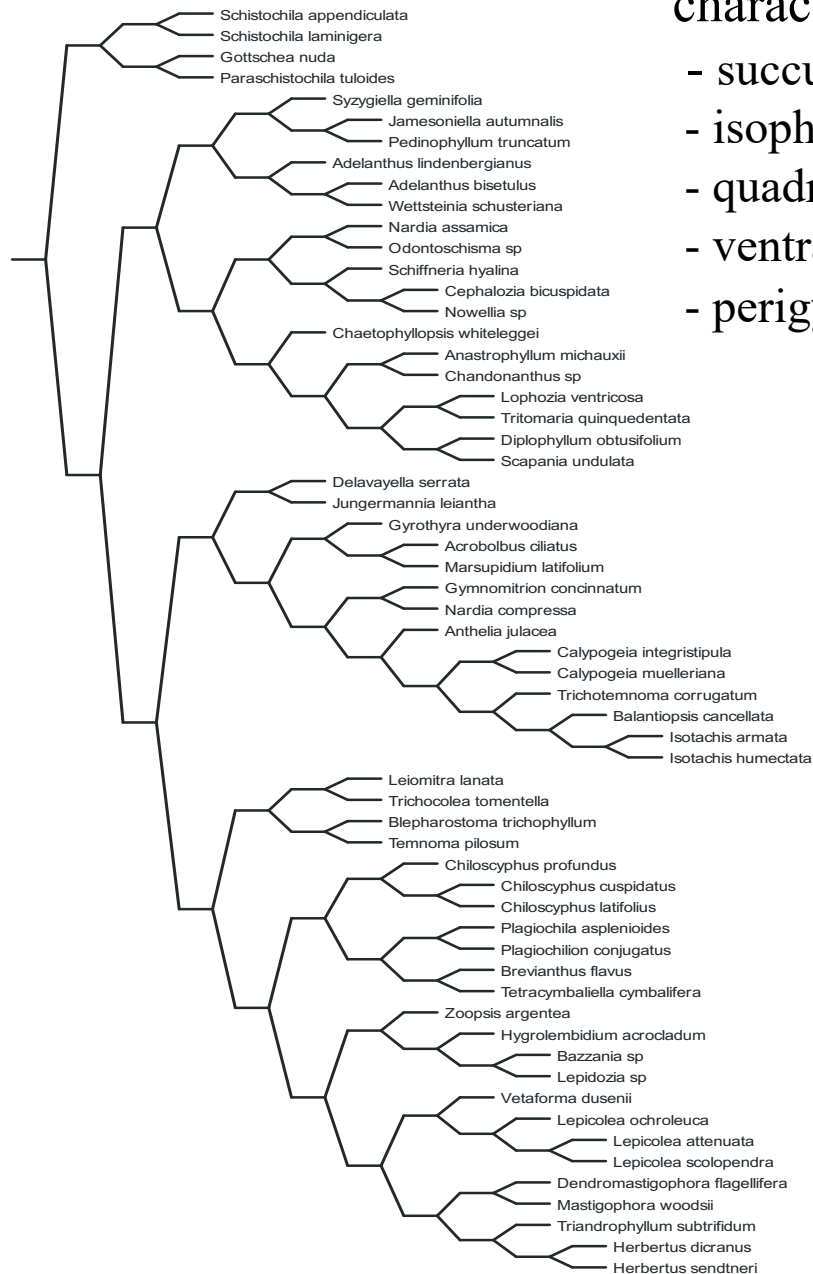 Schistochila appendiculata
Schistochila laminigera
Gottschea nuda
Paraschistochila tuloides
Syzygiella geminifolia
Jamesoniella autumnalis
Pedinophyllum truncatum
Adelanthus lindenbergianus
Adelanthus bisetulus
Wettsteinia schusteriana
Nardia assamica
Odontoschisma sp
Schiffneria hyalina
Cephalozia bicuspidata
Nowellia sp
Chaetophyllopsis whiteleggei
Anastrophyllum michauxii
Chandonanthus sp
Lophozia ventricosa
Tritomaria quinquedentata
Diplophyllum obtusifolium
Scapania undulata
Delavayella serrata
Jungermannia leiantha
Gyrothyra underwoodiana
Acrobolbus ciliatus
Marsupidium latifolium
Gymnomitrion concinnatum
Nardia compressa
Anthelia julacea
Calypogeia integristipula
Calypogeia muelleriana
Trichotemnoma corrugatum
Balantiopsis cancellata
Isotachis armata
Isotachis humectata
Leiomitra lanata
Trichocolea tomentella
Blepharostoma trichophyllum
Temnoma pilosum
Chiloscyphus profundus
Chiloscyphus cuspidatus
Chiloscyphus latifolius
Plagiochila asplenioides
Plagiochilion conjugatus
Brevianthus flavus
Tetracymbaliella cymbalifera
Zoopsis argentea
Hygrolembidium acrocladum
Bazzania sp
Lepidozia sp
Vetaforma dusenii
Lepicolea ochroleuca
Lepicolea attenuata
Lepicolea scolopendra
Dendromastigophora flagellifera
Mastigophora woodsii
Triandrophyllum subtrifidum
Herbertus dicranus
Herbertus sendtneri
charac
- succu
- isoph
- quadr
- ventra
- perigy